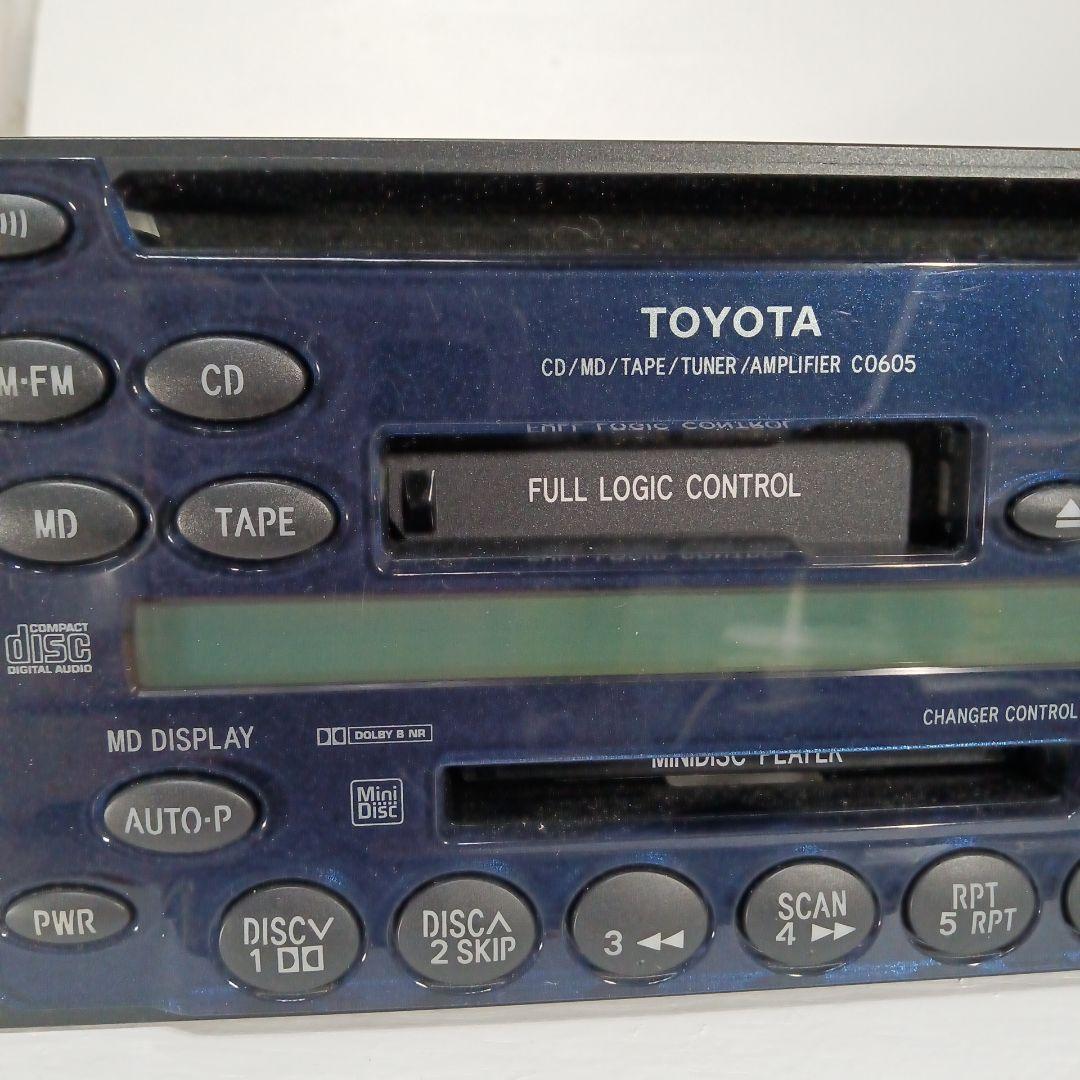 TOYOTA
CD/MD/TAPE/TUNER/AMPLIFIER C0605
M·FM
CD
FULL LOGIC CONTROL
MD
TAPE
COMPACT
disc
DIGITAL AUDIO
CHANGER CONTROL
MD DISPLAY
DOLBY B NR
MINIDISC PLAYER
Mini
Disc
AUTO·P
PWR
DISC∨
1
DISC∧
2 SKIP
3 ◀◀
SCAN
4 ▶▶
RPT
5 RPT